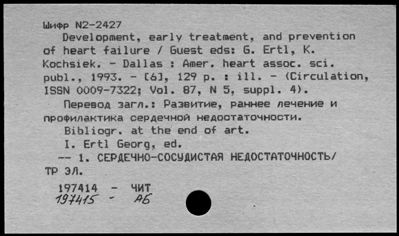 Шифр N2-2427
Development, early treatment, and prevention
of heart failure / Guest eds: G. Ertl, K.
Kochsiek. - Dallas : Amer. heart assoc. sci.
publ., 1993. - [6], 129 p. : ill. - (Circulation,
ISSN 0009-7322; Vol. 87, N 5, suppl. 4).
Перевод загл.: Развитие, раннее лечение и
профилактика сердечной недостаточности.
Bibliogr. at the end of art.
I. Ertl Georg, ed.
-- 1. СЕРДЕЧНО-СОСУДИСТАЯ НЕДОСТАТОЧНОСТЬ/
ТР ЭЛ.
197414 - ЧИТ
197415 - АБ